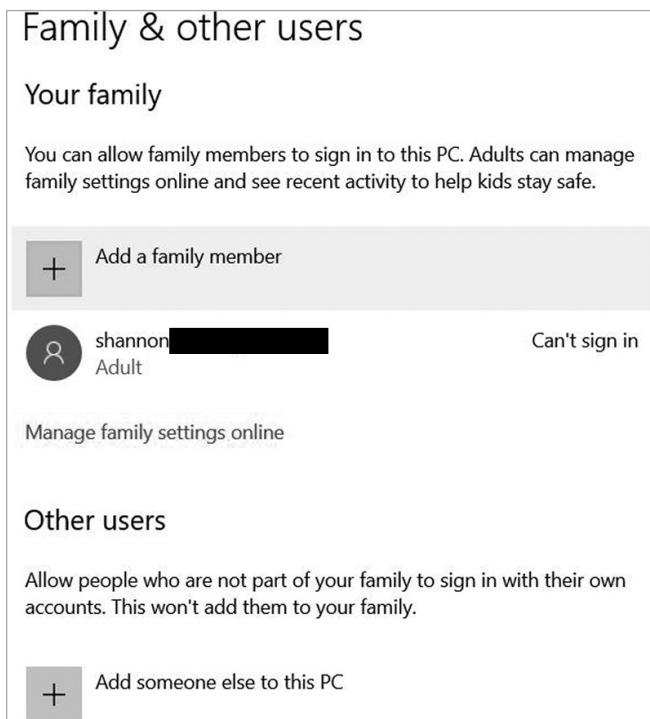 Family & other users
Your family
You can allow family members to sign in to this PC. Adults can manage
family settings online and see recent activity to help kids stay safe.
Add a family member
shannon
Can't sign in
Adult
Manage family settings online
Other users
Allow people who are not part of your family to sign in with their own
accounts. This won't add them to your family.
Add someone else to this PC